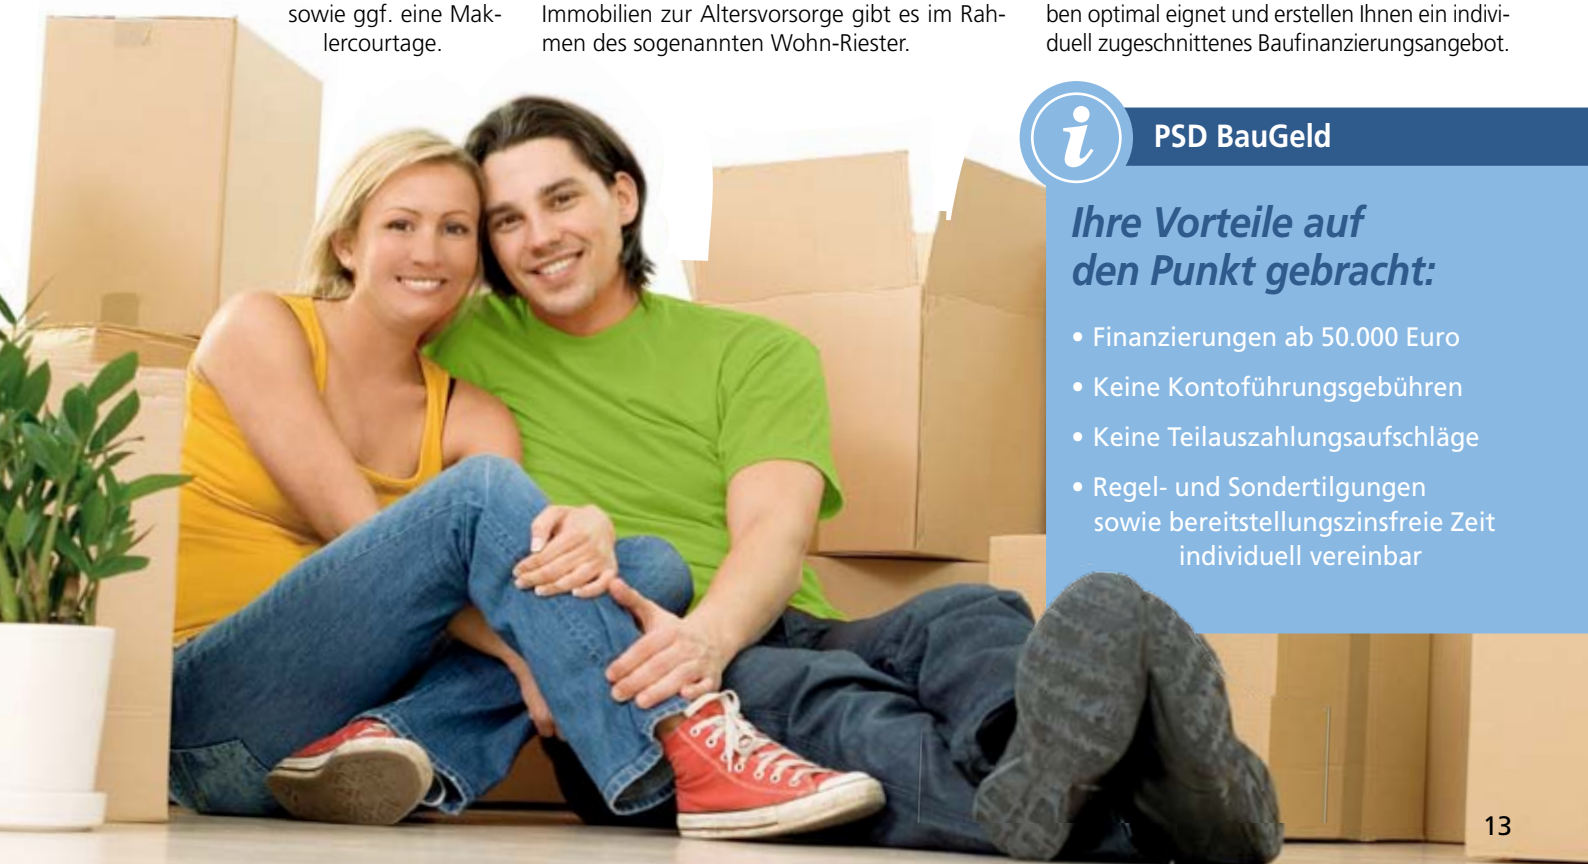 sowie ggf. eine Mak-
lercourtage.
Immobilien zur Altersvorsorge gibt es im Rah-
men des sogenannten Wohn-Riester.
ben optimal eignet und erstellen Ihnen ein indivi-
duell zugeschnittenes Baufinanzierungsangebot.
i
PSD BauGeld
Ihre Vorteile auf
den Punkt gebracht:
• Finanzierungen ab 50.000 Euro
• Keine Kontoführungsgebühren
• Keine Teilauszahlungsaufschläge
• Regel- und Sondertilgungen
sowie bereitstellungszinsfreie Zeit
individuell vereinbar
13